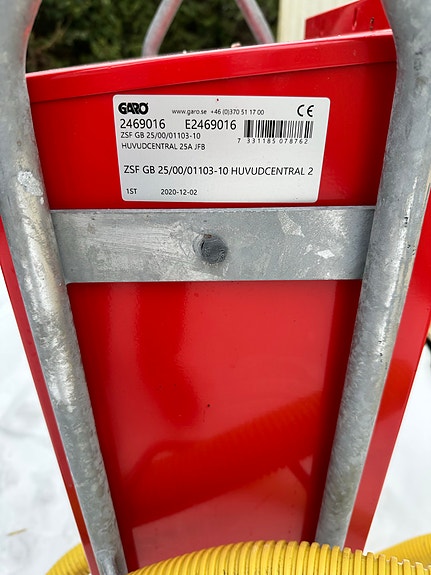 GARO www.garo.se +46 (0)370 51 17 00 CE
2469016 E2469016
ZSF GB 25/00/01103-10
7 331185 078762
HUVUDCENTRAL 25A JFB
ZSF GB 25/00/01103-10 HUVUDCENTRAL 2
1ST 2020-12-02